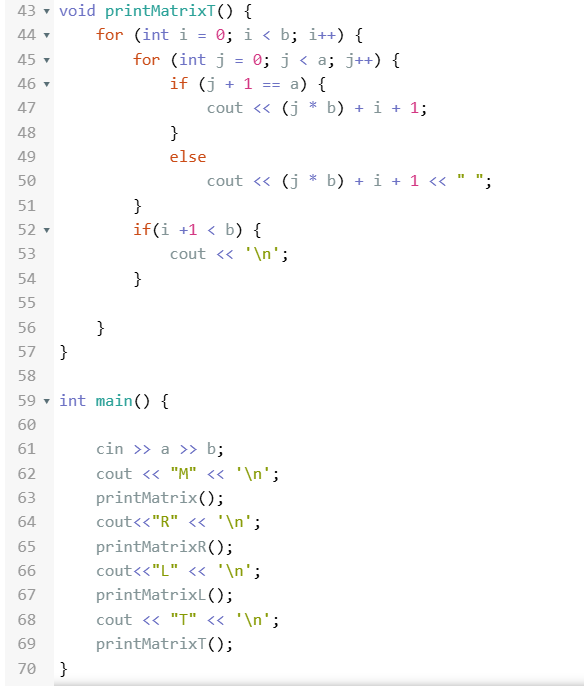 43 void printMatrixT() {
44 for (int i = 0; i < b; i++) {
45 for (int j = 0; j < a; j++) {
46 if (j + 1 == a) {
47 cout << (j * b) + i + 1;
48 }
49 else
50 cout << (j * b) + i + 1 << " ";
51 }
52 if(i +1 < b) {
53 cout << '\n';
54 }
55
56 }
57 }
58
59 int main() {
60
61 cin >> a >> b;
62 cout << "M" << '\n';
63 printMatrix();
64 cout<<"R" << '\n';
65 printMatrixR();
66 cout<<"L" << '\n';
67 printMatrixL();
68 cout << "T" << '\n';
69 printMatrixT();
70 }